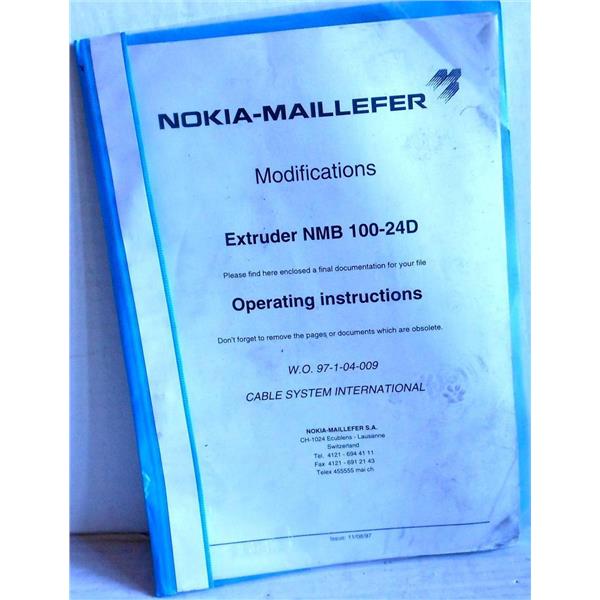 NOKIA-MAILLEFER
Modifications
Extruder NMB 100-24D
Please find here enclosed a final documentation for your file
Operating instructions
Don't forget to remove the pages or documents which are obsolete.
W.O. 97-1-04-009
CABLE SYSTEM INTERNATIONAL
NOKIA-MAILLEFER S.A.
CH-1024 Ecublens - Lausanne
Switzerland
Tel. 4121 - 694 41 11
Fax 4121 - 691 21 43
Telex 455555 mai ch
Issue: 11/08/97